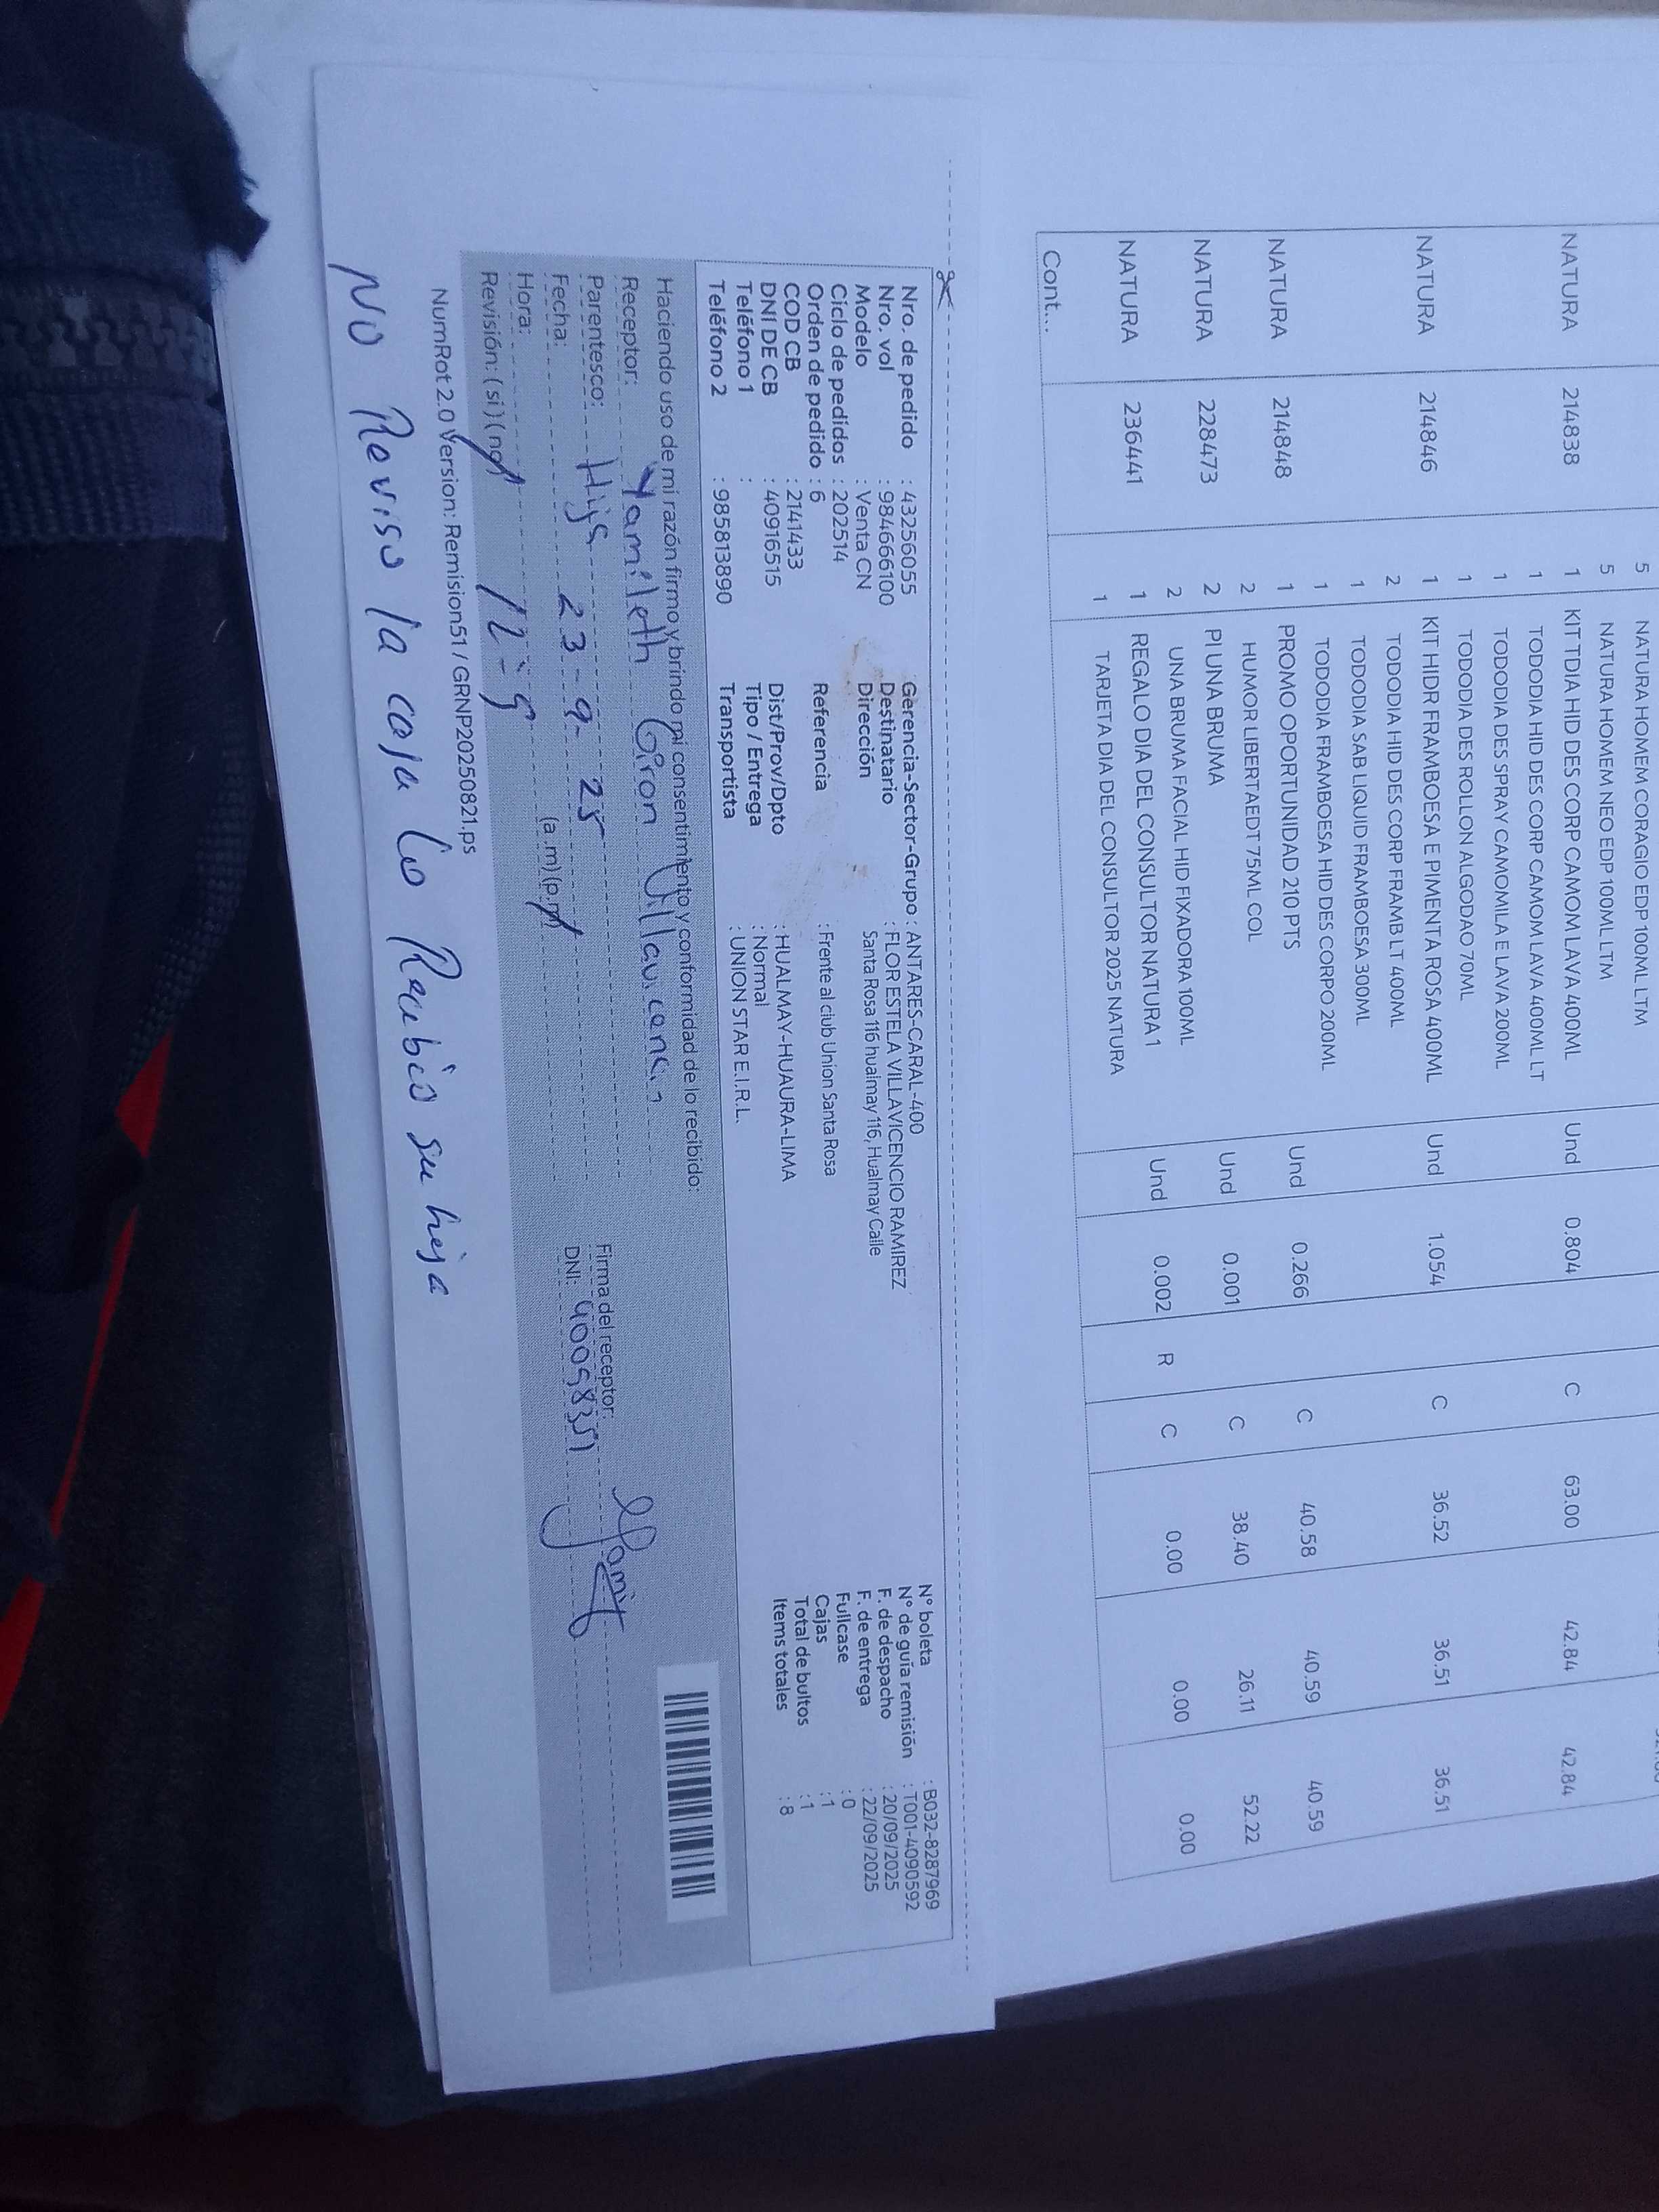 5 NATURA HOMEM CORAGIO EDP 100ML LTM
5 NATURA HOMEM NEO EDP 100ML LTM
NATURA 214838 1 KIT TDIA HID DES CORP CAMOM LAVA 400ML Und 0.804 C 63.00 42.84 42.84
1 TODODIA HID DES CORP CAMOM LAVA 400ML LT
1 TODODIA DES SPRAY CAMOMILA E LAVA 200ML
1 TODODIA DES ROLLON ALGODAO 70ML
NATURA 214846 1 KIT HIDR FRAMBOESA E PIMENTA ROSA 400ML Und 1.054 C 36.52 36.51 36.51
2 TODODIA HID DES CORP FRAMB LT 400ML
1 TODODIA SAB LIQUID FRAMBOESA 300ML
1 TODODIA FRAMBOESA HID DES CORPO 200ML
NATURA 214848 1 PROMO OPORTUNIDAD 210 PTS Und 0.266 C 40.58 40.59 40.59
2 HUMOR LIBERTA EDT 75ML COL
NATURA 228473 2 PI UNA BRUMA Und 0.001 C 38.40 26.11 52.22
2 UNA BRUMA FACIAL HID FIXADORA 100ML
NATURA 236441 1 REGALO DIA DEL CONSULTOR NATURA 1 Und 0.002 R C 0.00 0.00 0.00
1 TARJETA DIA DEL CONSULTOR 2025 NATURA
Cont...
Nro. de pedido : 43256055 Gerencia-Sector-Grupo : ANTARES-CARAL-400 N° boleta : B032-8287969
Nro. vol : 984666100 Destinatario : FLOR ESTELA VILLAVICENCIO RAMIREZ N° de guía remisión : T001-4090592
Modelo : Venta CN Dirección Santa Rosa 116 hualmay 116, Hualmay Calle F. de despacho : 20/09/2025
Ciclo de pedidos : 202514 F. de entrega : 22/09/2025
Orden de pedido : 6 Referencia : Frente al club Union Santa Rosa Fullcase : 0
COD CB : 2141433 Cajas : 1
DNI DE CB : 40916515 Dist/Prov/Dpto : HUALMAY-HUAURA-LIMA Total de bultos : 1
Teléfono 1 : Tipo / Entrega : Normal Items totales : 8
Teléfono 2 : 985813890 Transportista : UNION STAR E.I.R.L.
Haciendo uso de mi razón firmo y brindo mi consentimiento y conformidad de lo recibido:
Receptor: Yamileth Giron Villavicencio
Parentesco: Hija Firma del receptor:
Fecha: 23-9-25 DNI:
Hora: (a.m)(p.m)
Revisión: (si) (no)
NumRot 2.0 Version: Remision51 / GRNP20250821.ps
NO Reviso la caja lo Recibio su hija